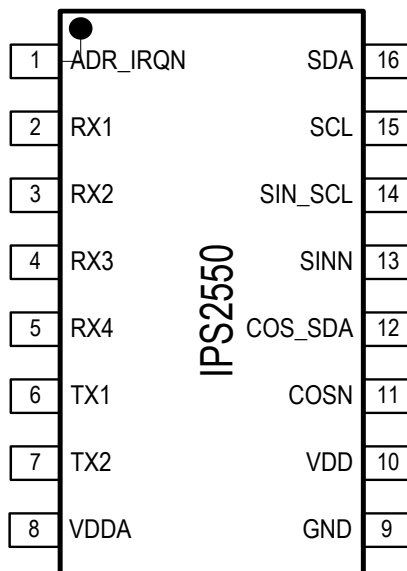 1 ADR_IRQN SDA 16
2 RX1 SCL 15
3 RX2 SIN_SCL 14
4 RX3 SINN 13
5 RX4 COS_SDA 12
6 TX1 COSN 11
7 TX2 VDD 10
8 VDDA GND 9
IPS2550